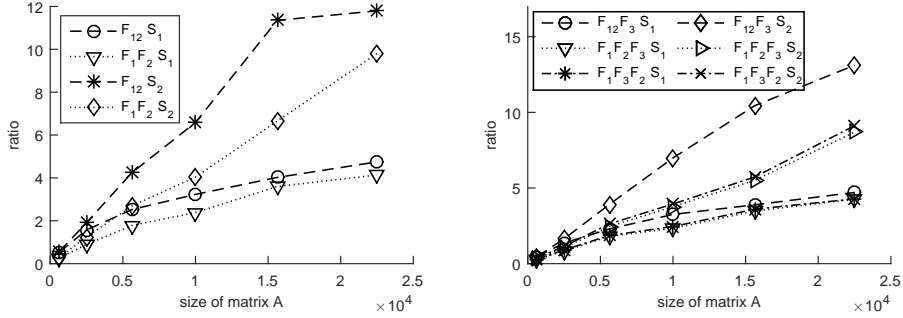 12
10
8
6
4
2
0
ratio
F12 S1
F1F2 S1
F12 S2
F1F2 S2
0 0.5 1 1.5 2 2.5
size of matrix A
×10^4
15
10
5
0
ratio
F12F3 S1 F12F3 S2
F1F2F3 S1 F1F2F3 S2
F1F3F2 S1 F1F3F2 S2
0 0.5 1 1.5 2 2.5
size of matrix A
×10^4